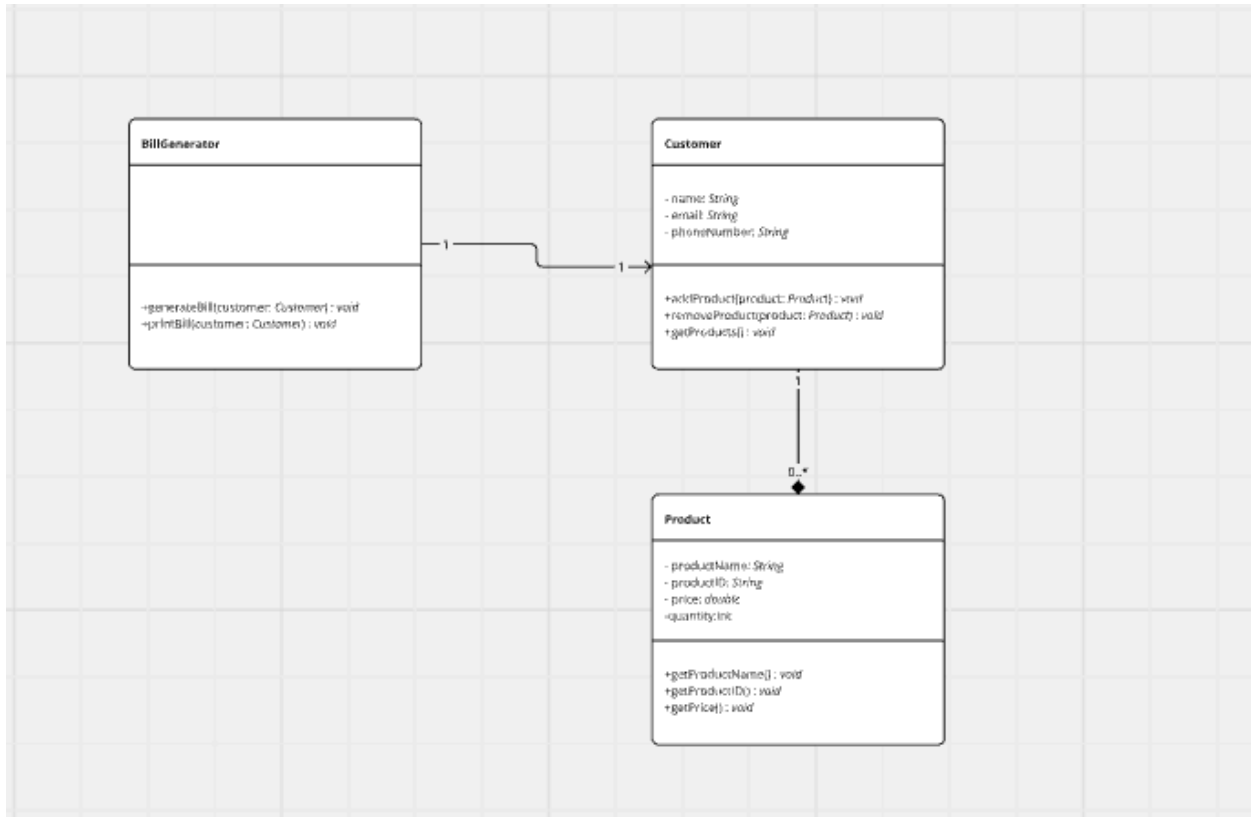 BillGenerator
+generateBill(customer: Customer) : void
+printBill(customer: Customer) : void
1
1
Customer
- name: String
- email: String
- phoneNumber: String
+addProduct(product: Product) : void
+removeProduct(product: Product) : void
+getProducts() : void
1
0..*
Product
- productName: String
- productID: String
- price: double
-quantity:int
+getProductName() : void
+getProductID() : void
+getPrice() : void